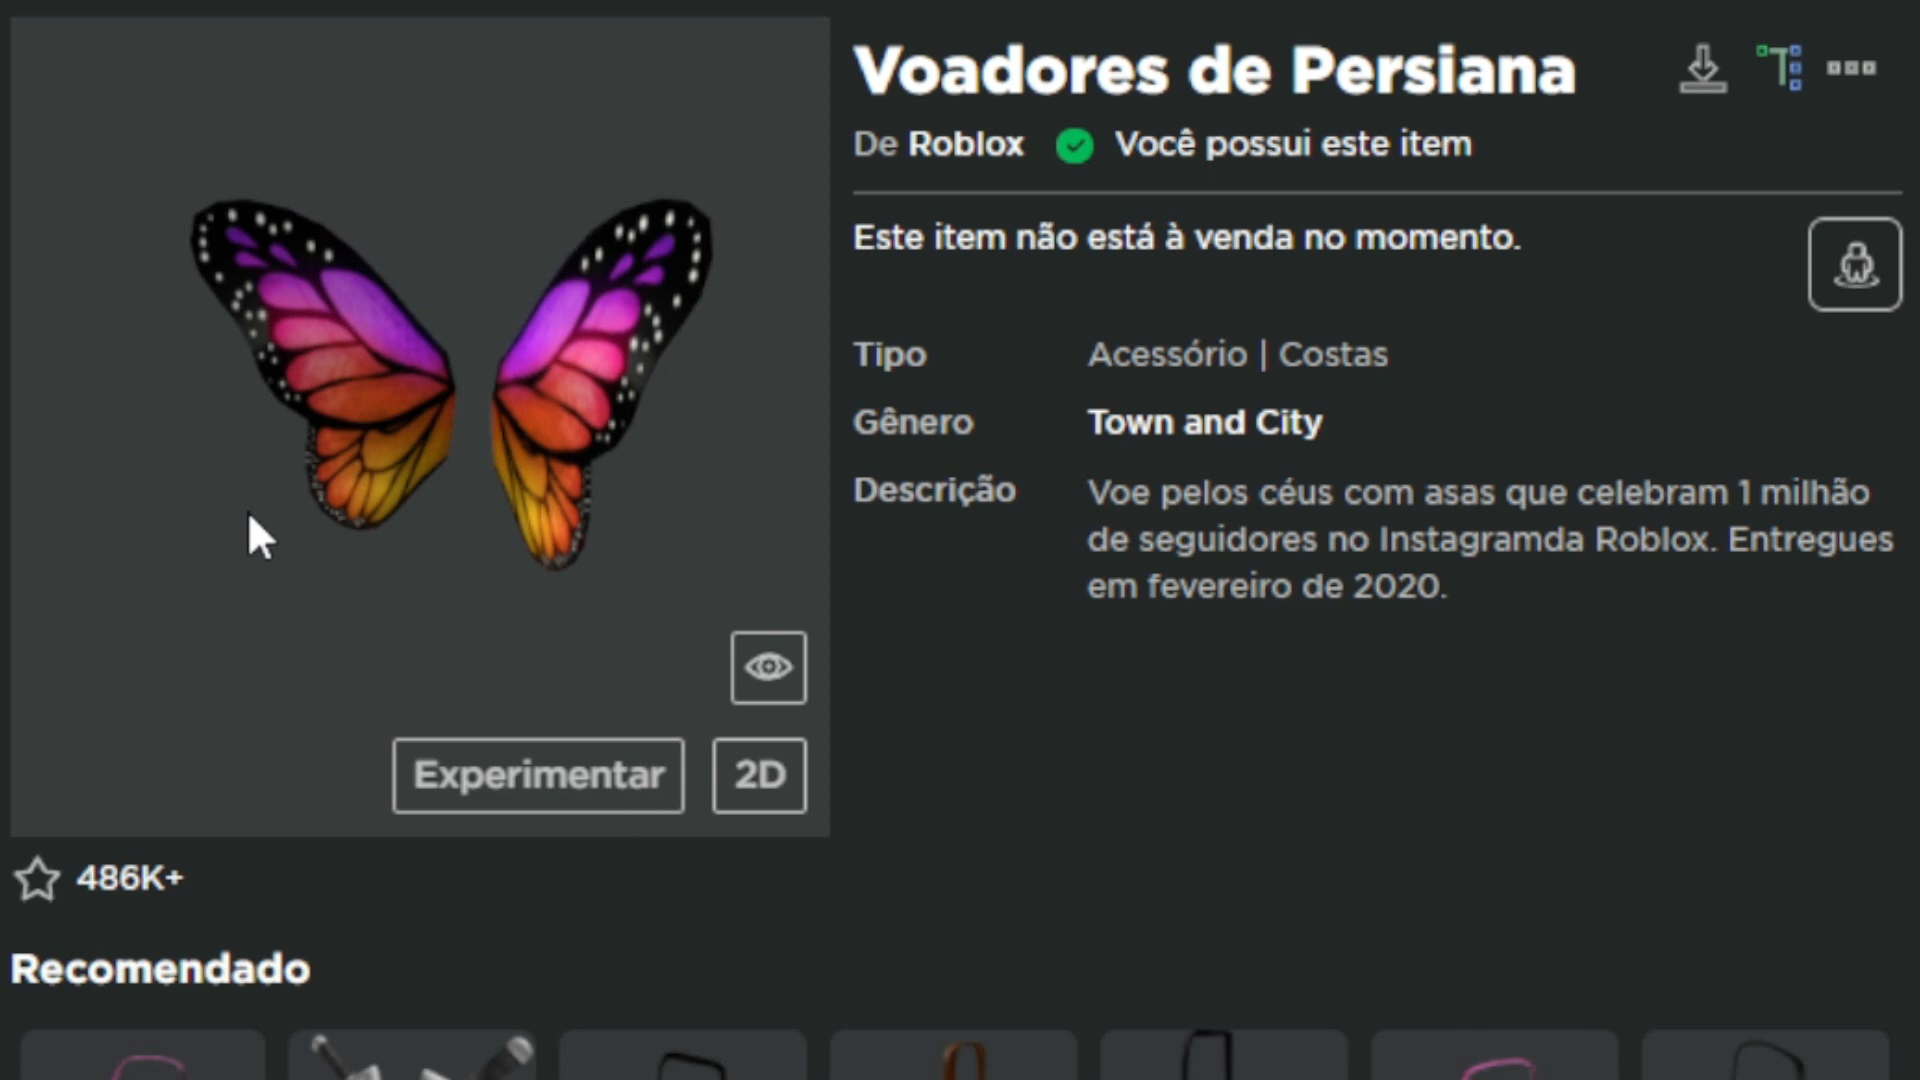 Voadores de Persiana
De Roblox Você possui este item
Este item não está à venda no momento.
Tipo Acessório | Costas
Gênero Town and City
Descrição Voe pelos céus com asas que celebram 1 milhão
de seguidores no Instagramda Roblox. Entregues
em fevereiro de 2020.
Experimentar 2D
486K+
Recomendado